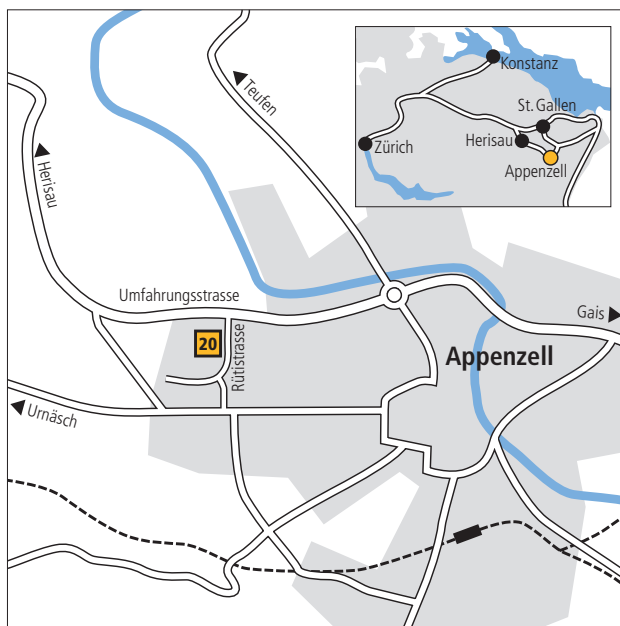 Teufen
Konstanz
St. Gallen
Herisau
Zürich
Appenzell
Herisau
Umfahrungsstrasse
Gais
20
Rütistrasse
Appenzell
Urnäsch